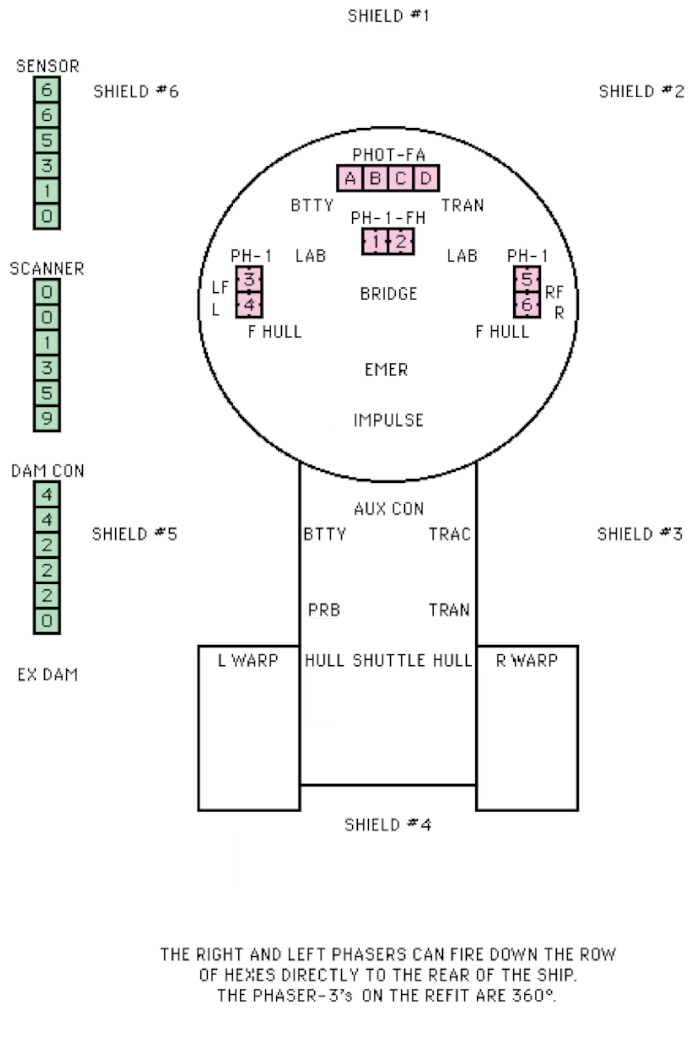 SHIELD #1
SENSOR
6
6
5
3
1
0
SHIELD #6
SHIELD #2
PHOT-FA
A B C D
BTTY
TRAN
PH-1-FH
1 2
SCANNER
0
0
1
3
5
9
PH-1
LAB
LAB
PH-1
3
4
LF
L
5
6
RF
R
BRIDGE
F HULL
F HULL
EMER
IMPULSE
DAM CON
4
4
2
2
2
0
AUX CON
SHIELD #5
BTTY
TRAC
SHIELD #3
PRB
TRAN
EX DAM
L WARP
HULL SHUTTLE HULL
R WARP
SHIELD #4
THE RIGHT AND LEFT PHASERS CAN FIRE DOWN THE ROW
OF HEXES DIRECTLY TO THE REAR OF THE SHIP.
THE PHASER-3's ON THE REFIT ARE 360°.